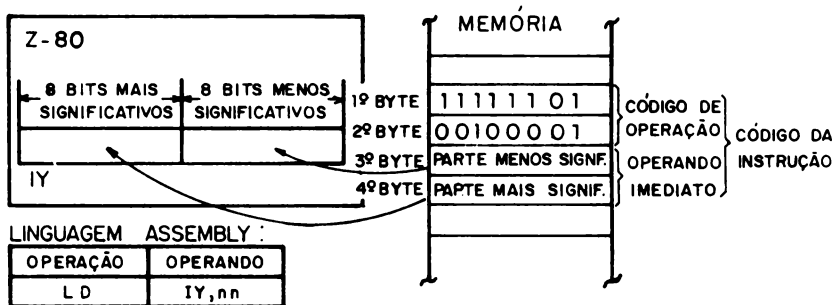 MEMÓRIA
Z-80
8 BITS MAIS SIGNIFICATIVOS
8 BITS MENOS SIGNIFICATIVOS
IY
1º BYTE 11111101
2º BYTE 00100001
3º BYTE PARTE MENOS SIGNF.
4º BYTE PAPTE MAIS SIGNIF.
CÓDIGO DE OPERAÇÃO
OPERANDO IMEDIATO
CÓDIGO DA INSTRUÇÃO
LINGUAGEM ASSEMBLY :
OPERAÇÃO OPERANDO
LD IY,nn